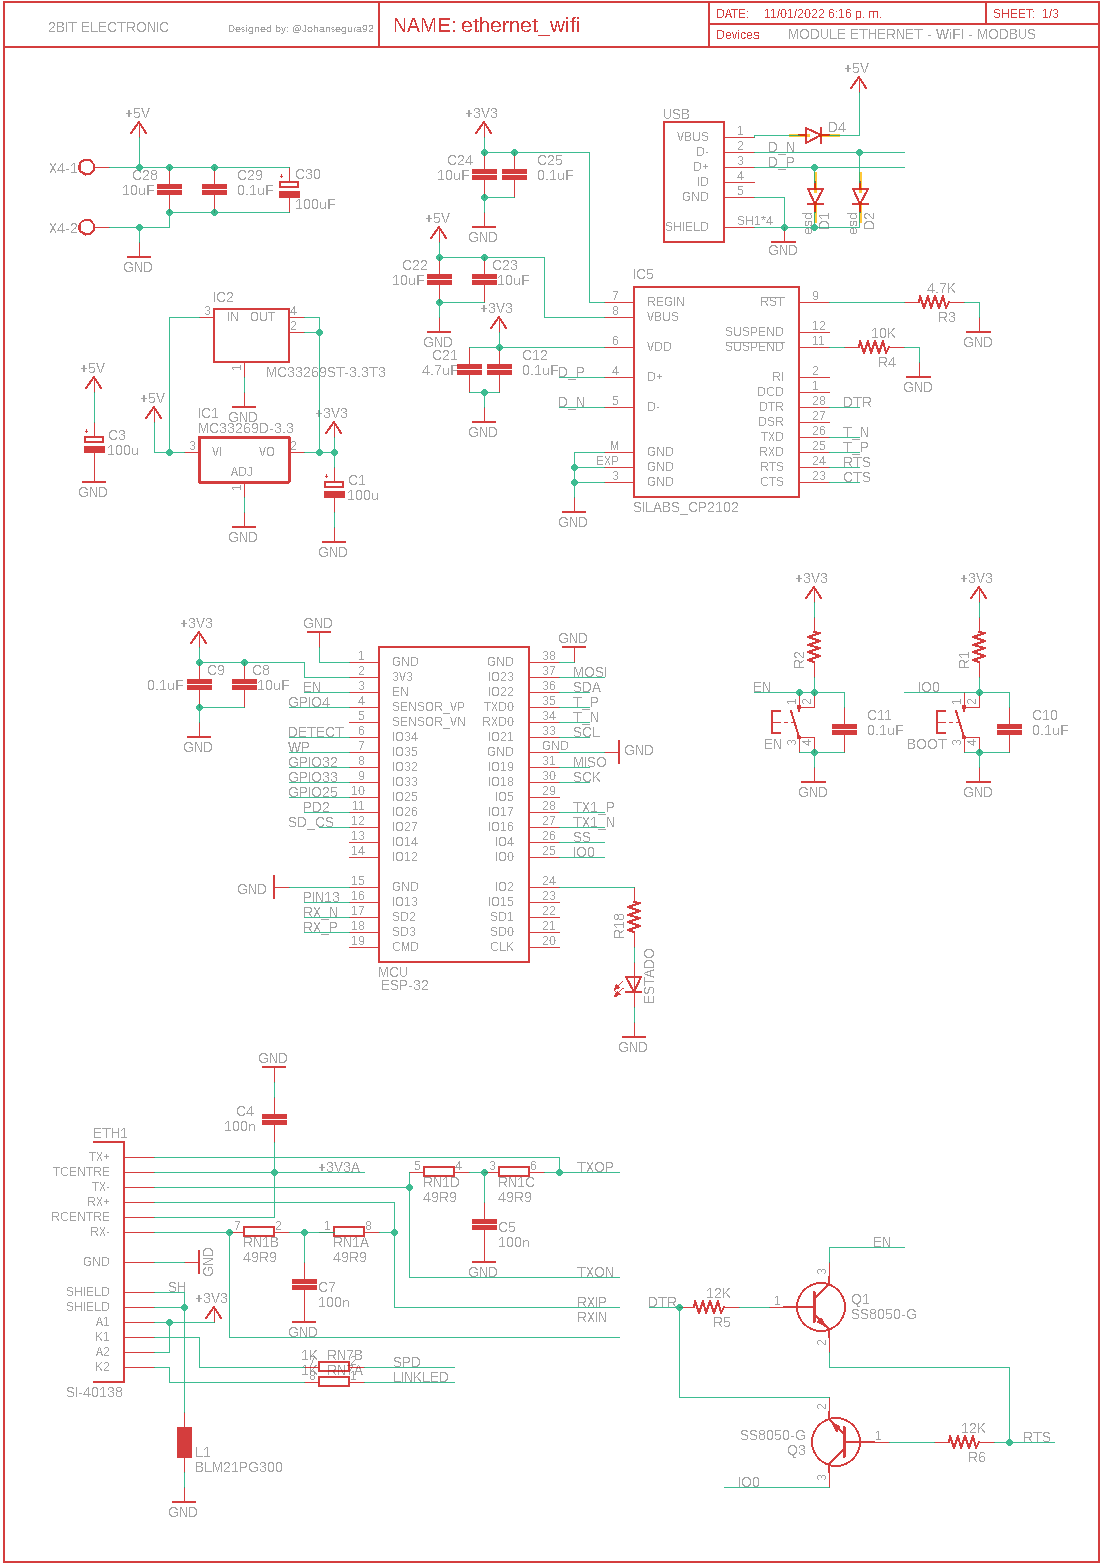 2BIT ELECTRONIC
Designed by: @Johansegura92
NAME: ethernet_wifi
DATE: 11/01/2022 6:16 p. m.
SHEET: 1/3
Devices
MODULE ETHERNET - WiFI - MODBUS
+5V
X4-1
C28
10uF
C29
0.1uF
C30
100uF
X4-2
GND
+3V3
C24
10uF
C25
0.1uF
GND
+5V
C22
10uF
C23
10uF
GND
+3V3
C21
4.7uF
C12
0.1uF
GND
USB
VBUS 1
D- 2 D_N
D+ 3 D_P
ID 4
GND 5
SHIELD SH1*4
+5V
D4
esd
D1
esd
D2
GND
IC5
7 REGIN
8 VBUS
6 VDD
D_P 4 D+
D_N 5 D-
M GND
EXP GND
3 GND
GND
RST 9
SUSPEND 12
SUSPEND 11
RI 2
DCD 1
DTR 28 DTR
DSR 27
TXD 26 T_N
RXD 25 T_P
RTS 24 RTS
CTS 23 CTS
SILABS_CP2102
4.7K
R3
GND
10K
R4
GND
IC2
3 IN OUT 4
2
1
MC33269ST-3.3T3
GND
+5V
C3
100u
GND
+5V
IC1
MC33269D-3.3
3 VI VO 2
ADJ
1
GND
+3V3
C1
100u
GND
+3V3
C9
0.1uF
C8
10uF
GND
GND
1 GND
2 3V3
EN 3 EN
GPIO4 4 SENSOR_VP
5 SENSOR_VN
DETECT 6 IO34
WP 7 IO35
GPIO32 8 IO32
GPIO33 9 IO33
GPIO25 10 IO25
PD2 11 IO26
SD_CS 12 IO27
13 IO14
14 IO12
GND 15 GND
PIN13 16 IO13
RX_N 17 SD2
RX_P 18 SD3
19 CMD
GND
GND 38
IO23 37 MOSI
IO22 36 SDA
TXD0 35 T_P
RXD0 34 T_N
IO21 33 SCL
GND GND GND
IO19 31 MISO
IO18 30 SCK
IO5 29
IO17 28 TX1_P
IO16 27 TX1_N
IO4 26 SS
IO0 25 IO0
IO2 24
IO15 23
SD1 22
SD0 21
CLK 20
MCU
ESP-32
R18
ESTADO
GND
+3V3
R2
EN
1 2
3 4
EN
C11
0.1uF
GND
+3V3
R1
IO0
1 2
3 4
BOOT
C10
0.1uF
GND
GND
C4
100n
ETH1
TX+
TCENTRE
TX-
RX+
RCENTRE
RX-
GND
SHIELD
SHIELD
A1
K1
A2
K2
SI-40138
+3V3A
5 4
RN1D
49R9
3 6
RN1C
49R9
TXOP
C5
100n
GND
7 2
RN1B
49R9
1 8
RN1A
49R9
C7
100n
GND
TXON
RXIP
RXIN
GND
SH
+3V3
1K RN7B
SPD
1K RN7A
8 1
LINKLED
L1
BLM21PG300
GND
DTR
12K
R5
1
3
2
EN
Q1
SS8050-G
SS8050-G
Q3
2
1
3
IO0
12K
R6
RTS